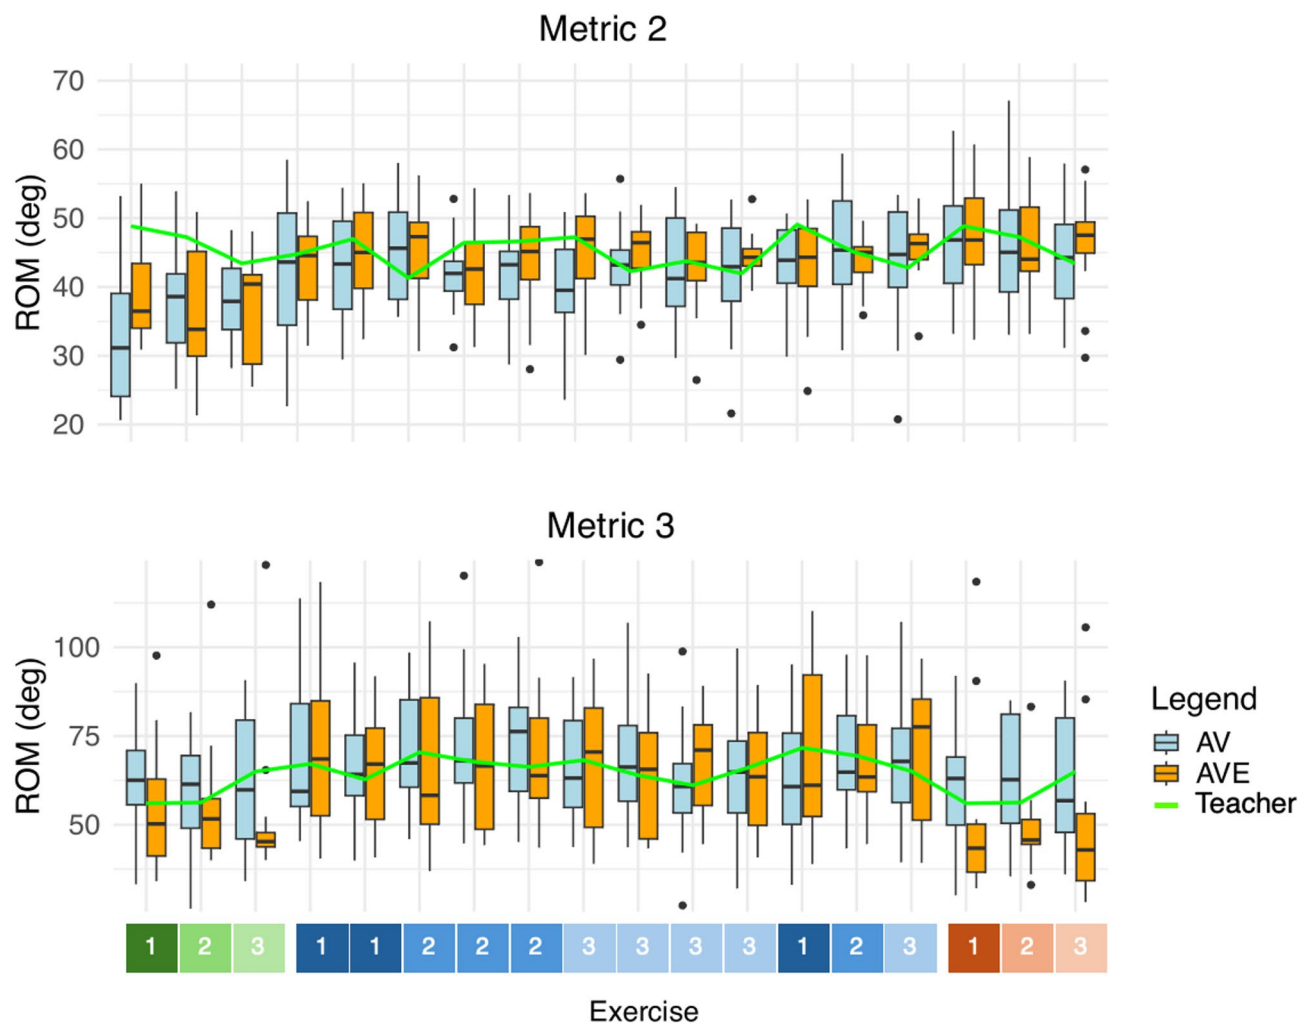 Metric 2
ROM (deg)
70
60
50
40
30
20
Metric 3
ROM (deg)
100
75
50
Legend
AV
AVE
Teacher
1 2 3 1 1 2 2 2 3 3 3 3 1 2 3 1 2 3
Exercise